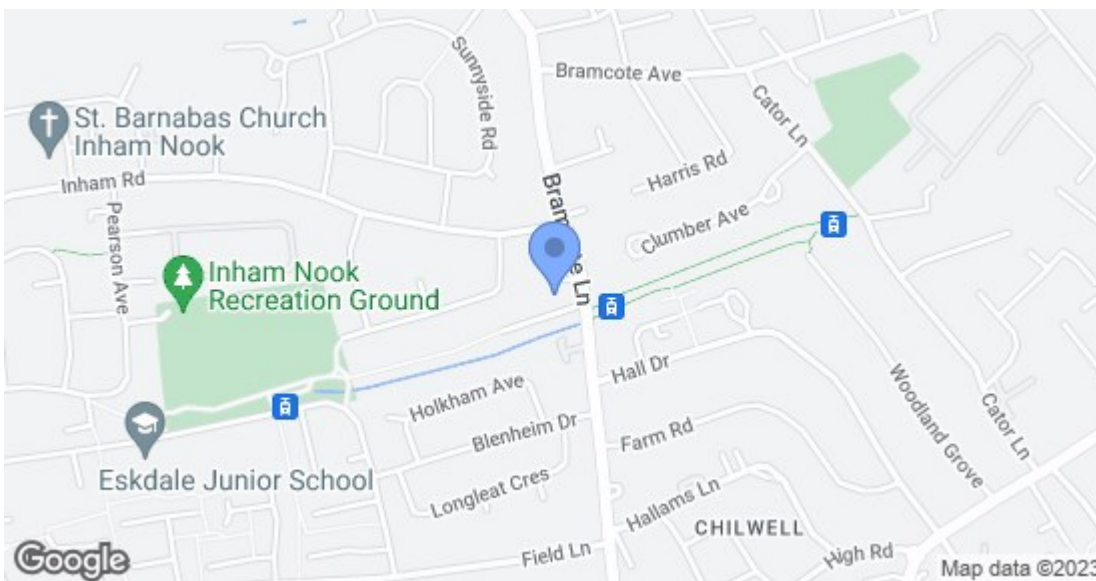 Sunnyside Rd
Bramcote Ave
Cator Ln
St. Barnabas Church
Inham Nook
Harris Rd
Inham Rd
Pearson Ave
Clumber Ave
Ln
Inham Nook
Recreation Ground
Hall Dr
Woodland Grove
Holkham Ave
Cator Ln
Blenheim Dr
Farm Rd
Eskdale Junior School
Longleat Cres
Hallams Ln
CHILWELL
Field Ln
High Rd
Google
Map data ©2023